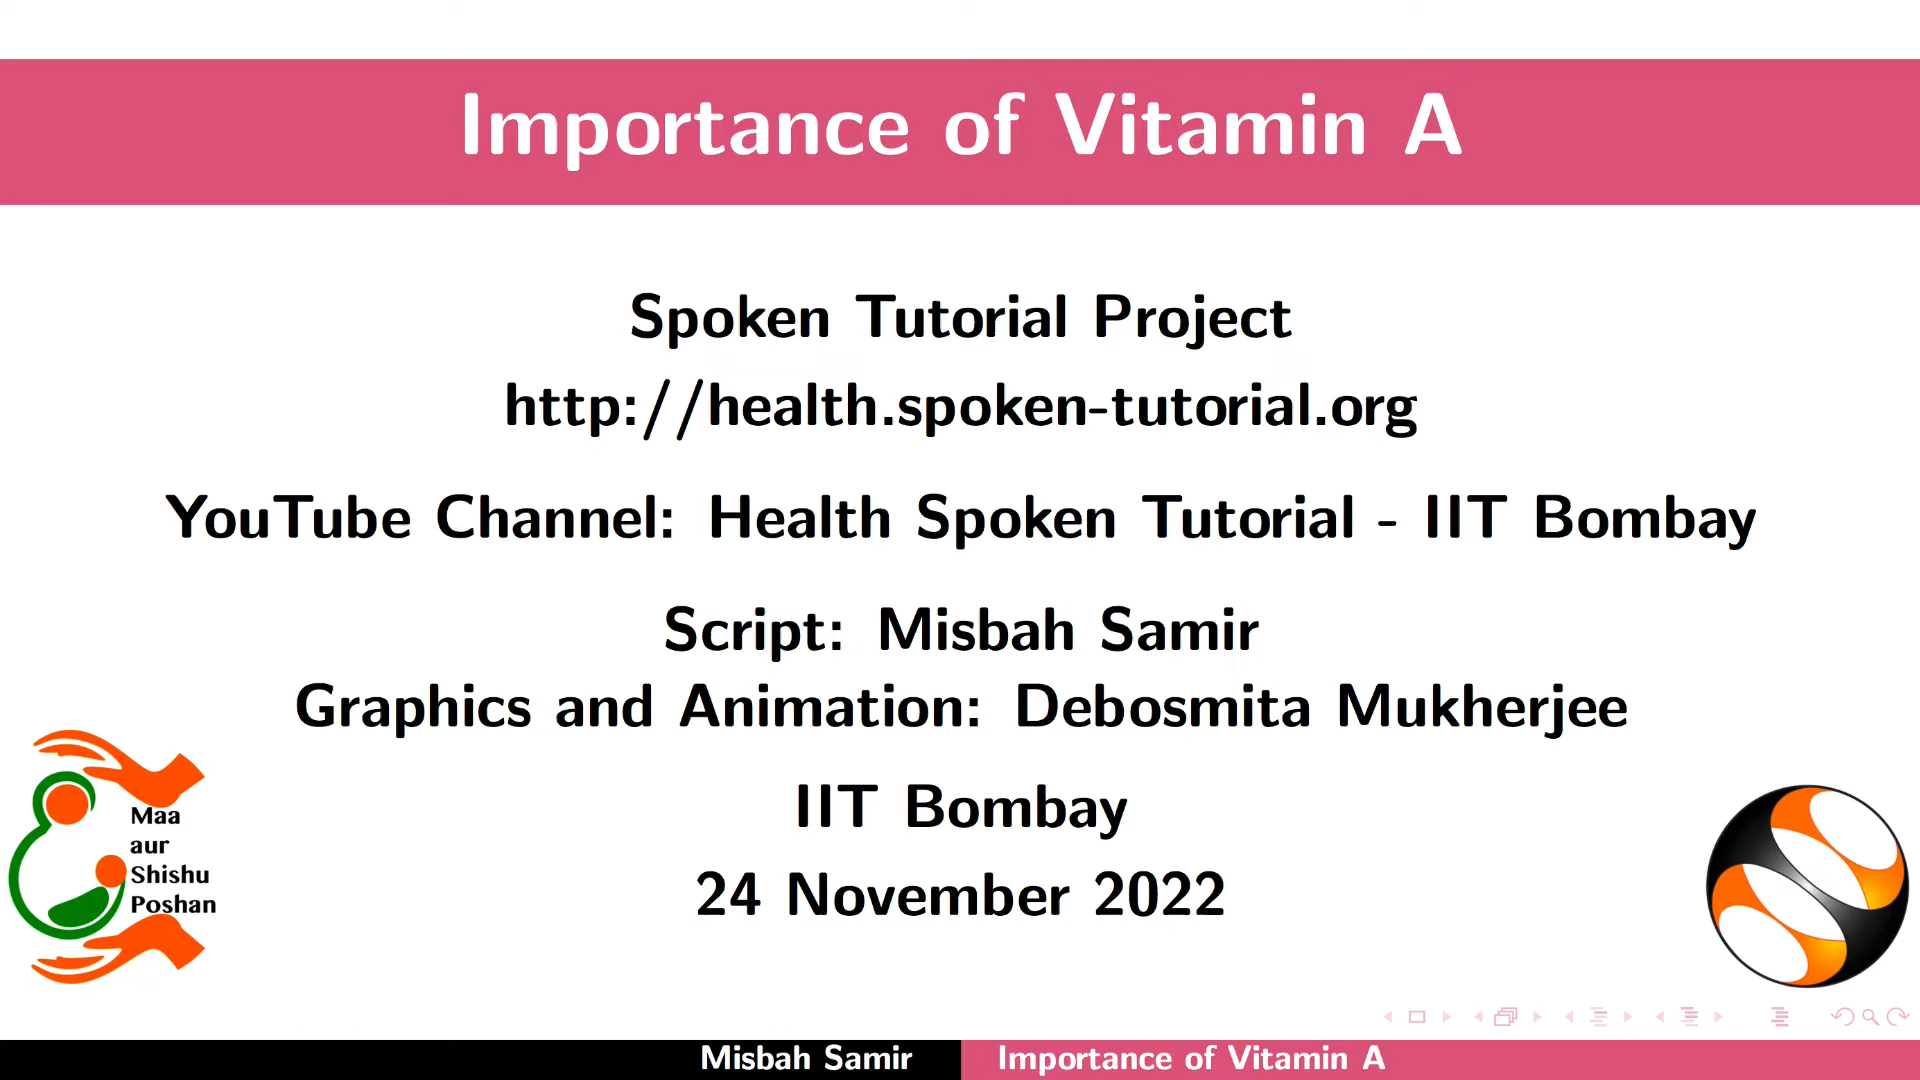 Importance of Vitamin A
Spoken Tutorial Project
http://health.spoken-tutorial.org
YouTube Channel: Health Spoken Tutorial - IIT Bombay
Script: Misbah Samir
Graphics and Animation: Debosmita Mukherjee
IIT Bombay
24 November 2022
Maa
aur
Shishu
Poshan
Misbah Samir
Importance of Vitamin A